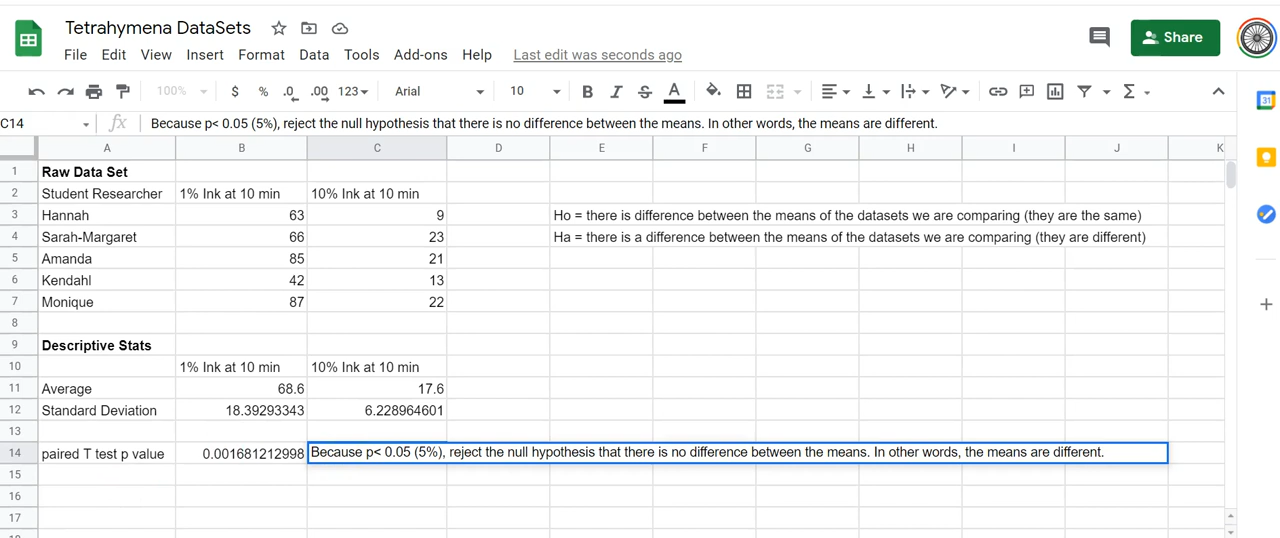 Tetrahymena DataSets
File Edit View Insert Format Data Tools Add-ons Help Last edit was seconds ago
Share
100% $ % .0 .00 123 Arial 10 B I S A Σ
31
C14 fx Because p< 0.05 (5%), reject the null hypothesis that there is no difference between the means. In other words, the means are different.
A B C D E F G H I J K
1 Raw Data Set
2 Student Researcher 1% Ink at 10 min 10% Ink at 10 min
3 Hannah 63 9 Ho = there is difference between the means of the datasets we are comparing (they are the same)
4 Sarah-Margaret 66 23 Ha = there is a difference between the means of the datasets we are comparing (they are different)
5 Amanda 85 21
6 Kendahl 42 13
7 Monique 87 22
8
9 Descriptive Stats
10 1% Ink at 10 min 10% Ink at 10 min
11 Average 68.6 17.6
12 Standard Deviation 18.39293343 6.228964601
13
14 paired T test p value 0.001681212998 Because p< 0.05 (5%), reject the null hypothesis that there is no difference between the means. In other words, the means are different.
15
16
17